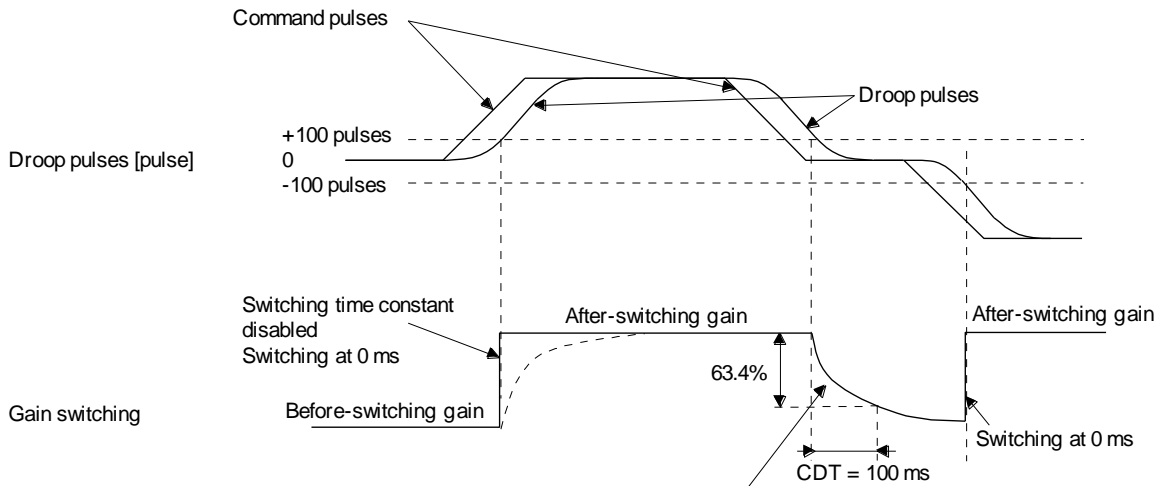 Command pulses
Droop pulses
+100 pulses
Droop pulses [pulse]
0
-100 pulses
Switching time constant
disabled
Switching at 0 ms
After-switching gain
After-switching gain
63.4%
Gain switching
Before-switching gain
Switching at 0 ms
CDT = 100 ms